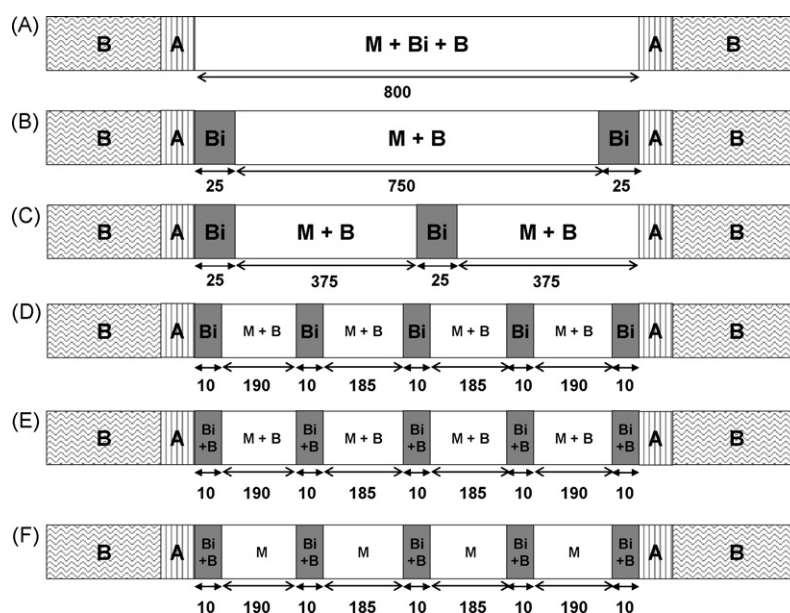 (A) B A M + Bi + B A B
800
(B) B A Bi M + B Bi A B
25 750 25
(C) B A Bi M + B Bi M + B A B
25 375 25 375
(D) B A Bi M + B Bi M + B Bi M + B Bi M + B Bi A B
10 190 10 185 10 185 10 190 10
(E) B A Bi +B M + B Bi +B M + B Bi +B M + B Bi +B M + B Bi +B A B
10 190 10 185 10 185 10 190 10
(F) B A Bi +B M Bi +B M Bi +B M Bi +B M Bi +B A B
10 190 10 185 10 185 10 190 10